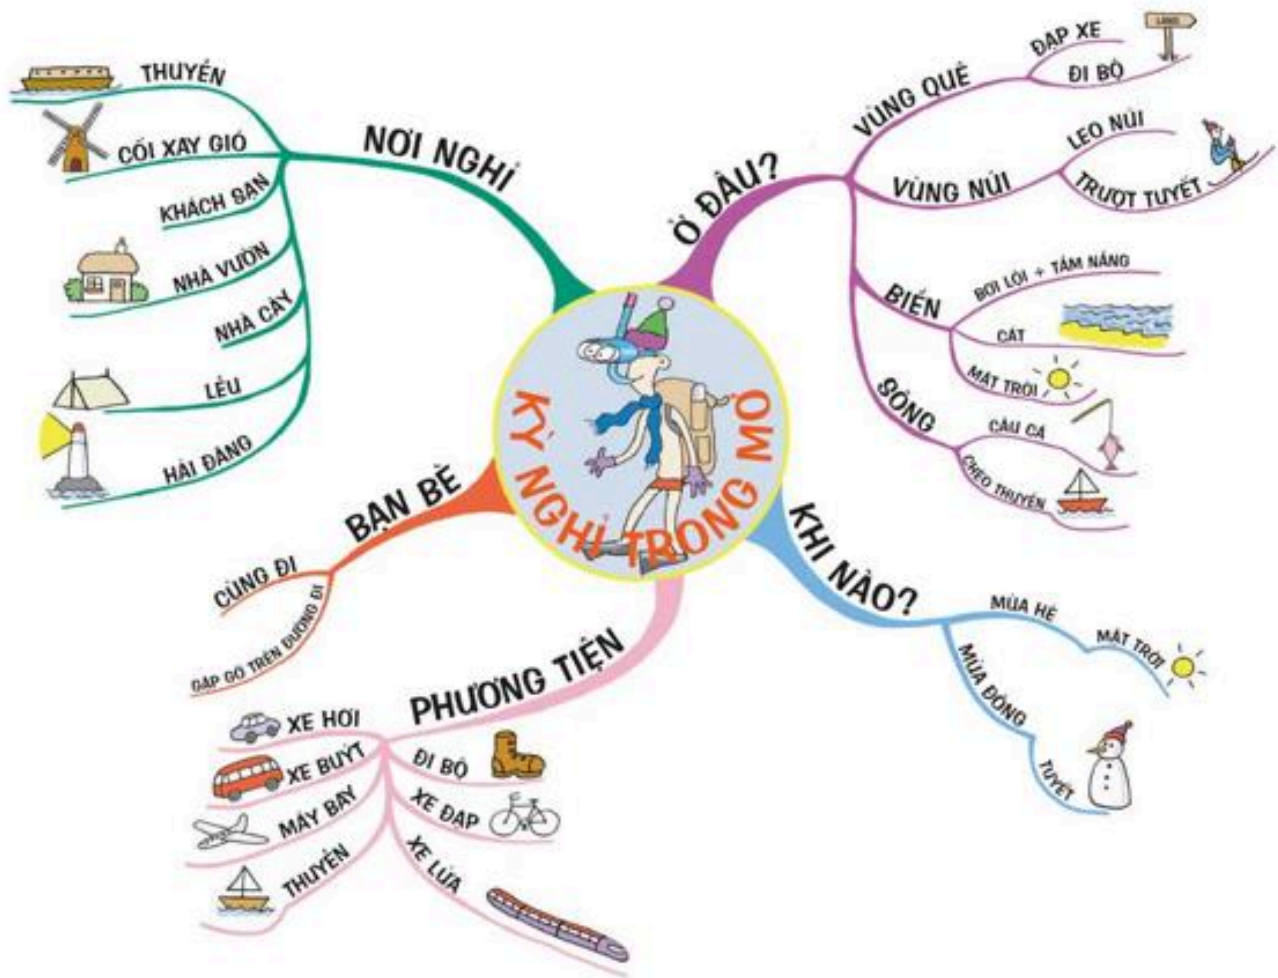 KỲ NGHỈ TRONG MƠ
NƠI NGHỈ
THUYỀN
CỐI XAY GIÓ
KHÁCH SẠN
NHÀ VƯỜN
NHÀ CÂY
LỀU
HẢI ĐĂNG
Ở ĐÂU?
VÙNG QUÊ
ĐẠP XE
ĐI BỘ
LÀNG
VÙNG NÚI
LEO NÚI
TRƯỢT TUYẾT
BIỂN
BƠI LỘI + TẮM NẮNG
CÁT
MẶT TRỜI
SÔNG
CÂU CÁ
CHÈO THUYỀN
KHI NÀO?
MÙA HÈ
MẶT TRỜI
MÙA ĐÔNG
TUYẾT
PHƯƠNG TIỆN
XE HƠI
XE BUÝT
MÁY BAY
THUYỀN
ĐI BỘ
XE ĐẠP
XE LỬA
BẠN BÈ
CÙNG ĐI
GẶP GỠ TRÊN ĐƯỜNG ĐI